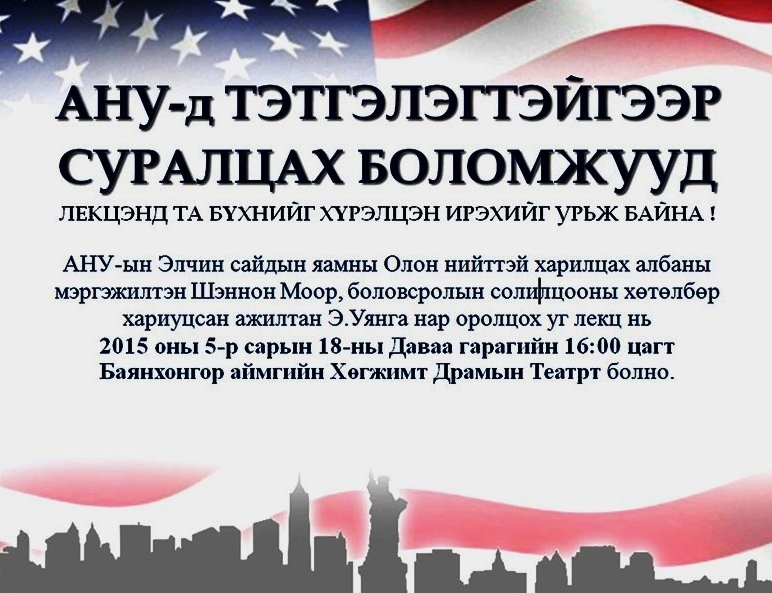 АНУ-д ТЭТГЭЛЭГТЭЙГЭЭР
СУРАЛЦАХ БОЛОМЖУУД
ЛЕКЦЭНД ТА БҮХНИЙГ ХҮРЭЛЦЭН ИРЭХИЙГ УРЬЖ БАЙНА !
АНУ-ын Элчин сайдын яамны Олон нийттэй харилцах албаны
мэргэжилтэн Шэннон Моор, боловсролын солилцооны хөтөлбөр
хариуцсан ажилтан Э.Уянга нар оролцох уг лекц нь
2015 оны 5-р сарын 18-ны Даваа гарагийн 16:00 цагт
Баянхонгор аймгийн Хөгжимт Драмын Театрт болно.